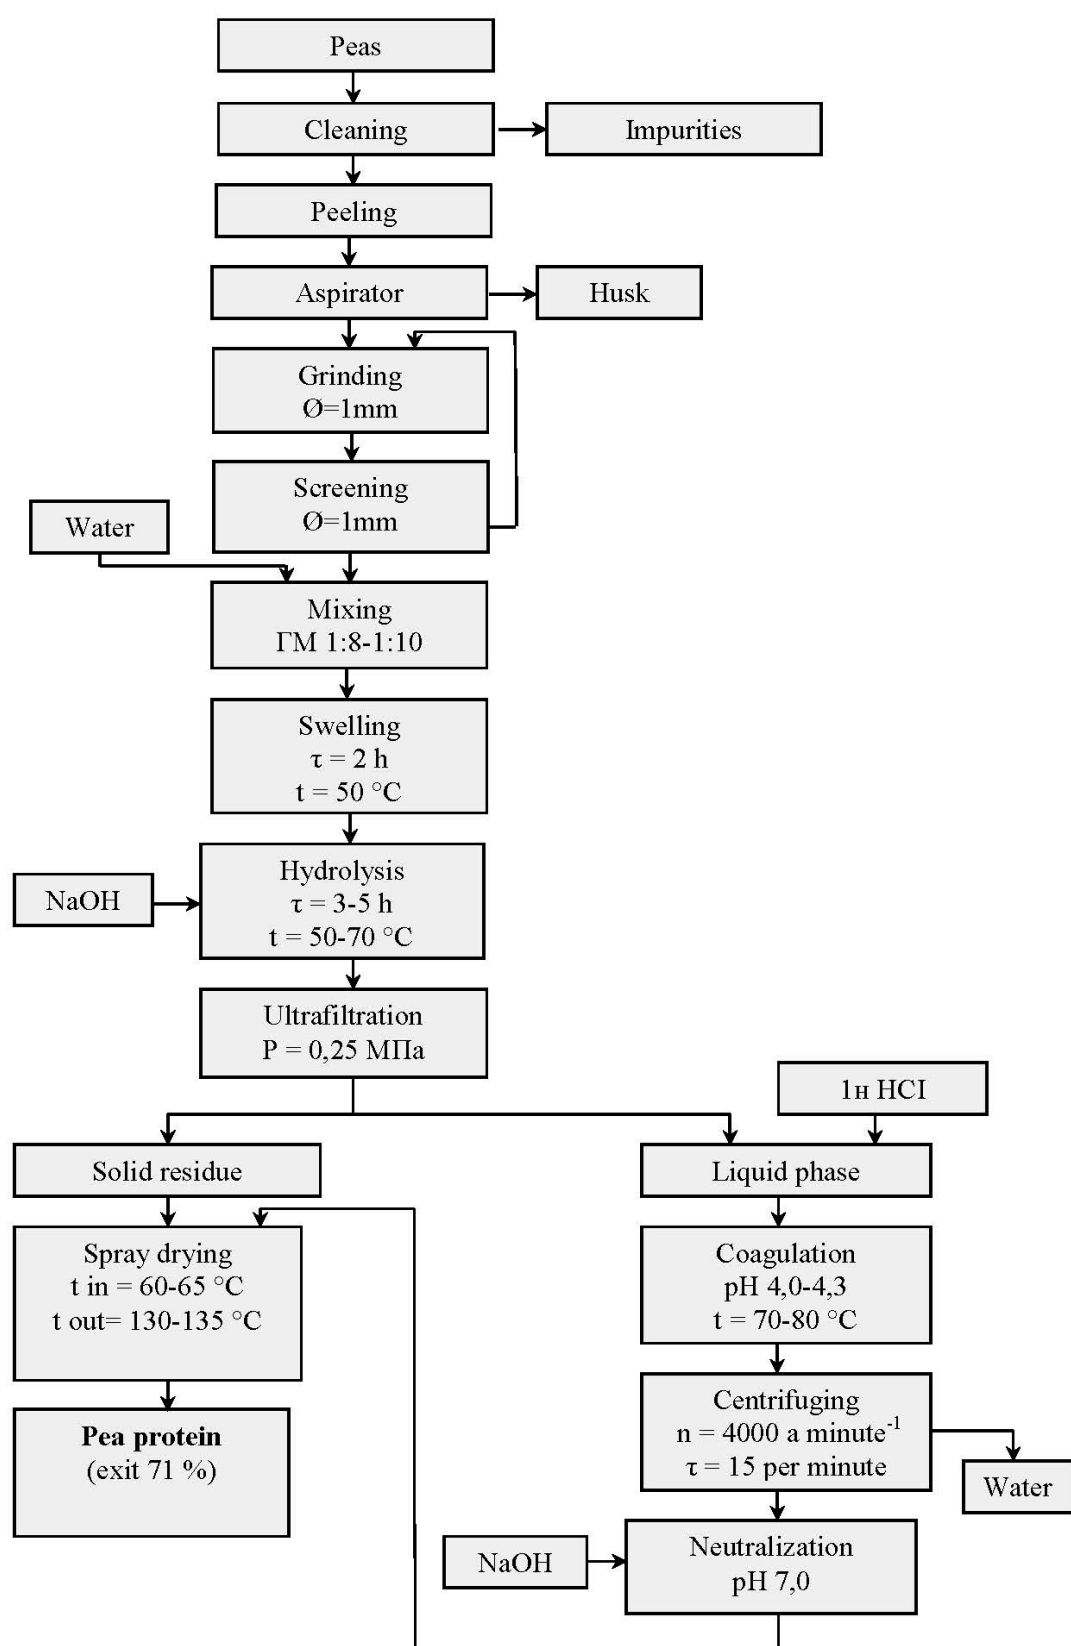 Peas
Cleaning
Impurities
Peeling
Aspirator
Husk
Grinding
Ø=1mm
Screening
Ø=1mm
Water
Mixing
ГМ 1:8-1:10
Swelling
τ = 2 h
t = 50 °C
Hydrolysis
τ = 3-5 h
t = 50-70 °C
NaOH
Ultrafiltration
P = 0,25 МПа
1н HCI
Solid residue
Liquid phase
Spray drying
t in = 60-65 °C
t out= 130-135 °C
Coagulation
pH 4,0-4,3
t = 70-80 °C
Pea protein
(exit 71 %)
Centrifuging
n = 4000 a minute⁻¹
τ = 15 per minute
Water
NaOH
Neutralization
pH 7,0